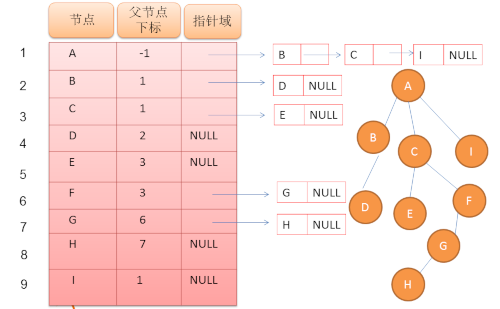 节点 父节点下标 指针域
1 A -1 B C I NULL
2 B 1 D NULL
3 C 1 E NULL
4 D 2 NULL
5 E 3 NULL
6 F 3 G NULL
7 G 6 H NULL
8 H 7 NULL
9 I 1 NULL
A
B C I
D E F
G
H